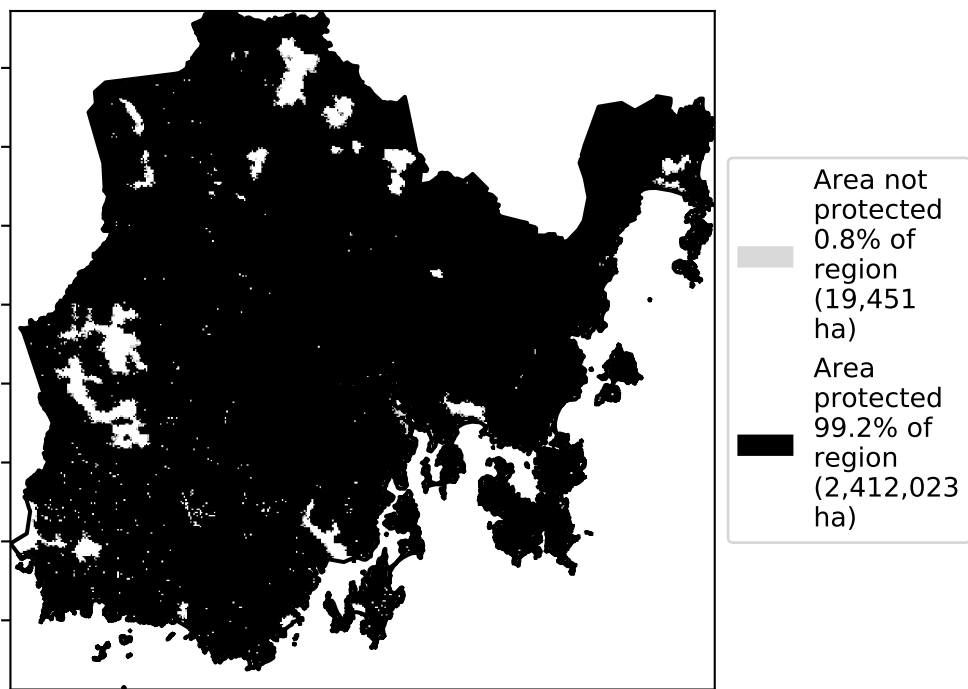 Area not
protected
0.8% of
region
(19,451
ha)
Area
protected
99.2% of
region
(2,412,023
ha)